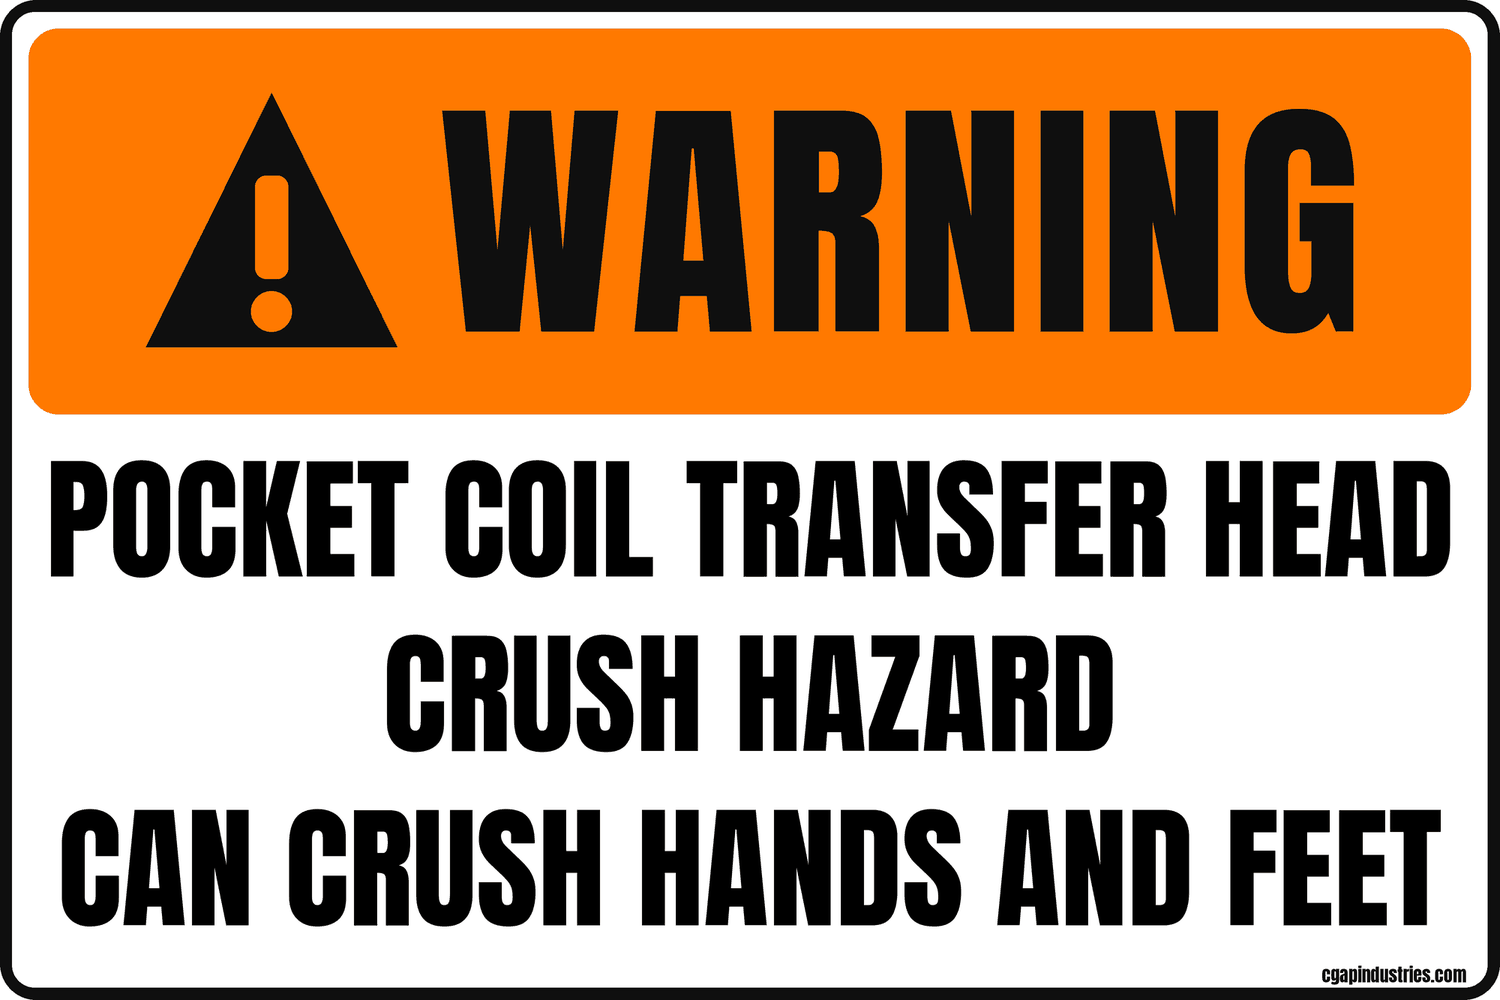 WARNING
POCKET COIL TRANSFER HEAD
CRUSH HAZARD
CAN CRUSH HANDS AND FEET
cgapindustries.com